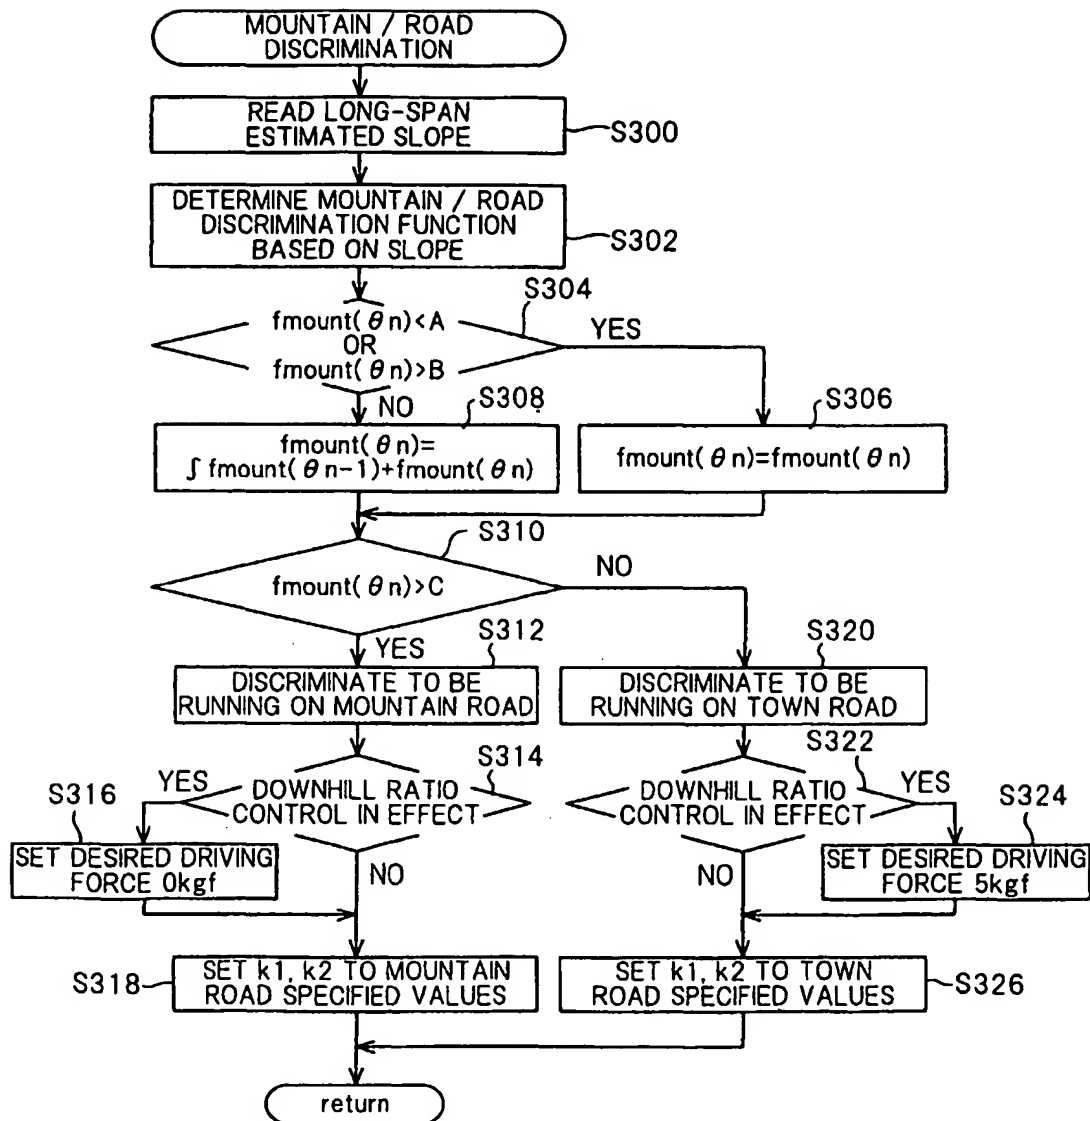 MOUNTAIN / ROAD
DISCRIMINATION
READ LONG-SPAN
ESTIMATED SLOPE
S300
DETERMINE MOUNTAIN / ROAD
DISCRIMINATION FUNCTION
BASED ON SLOPE
S302
S304
fmount(θn)<A
OR
fmount(θn)>B
YES
NO
S308
fmount(θn)=
∫fmount(θn-1)+fmount(θn)
S306
fmount(θn)=fmount(θn)
S310
fmount(θn)>C
NO
YES
S312
DISCRIMINATE TO BE
RUNNING ON MOUNTAIN ROAD
S320
DISCRIMINATE TO BE
RUNNING ON TOWN ROAD
S314
DOWNHILL RATIO
CONTROL IN EFFECT
YES
NO
S316
SET DESIRED DRIVING
FORCE 0kgf
S322
DOWNHILL RATIO
CONTROL IN EFFECT
YES
NO
S324
SET DESIRED DRIVING
FORCE 5kgf
S318
SET k1, k2 TO MOUNTAIN
ROAD SPECIFIED VALUES
SET k1, k2 TO TOWN
ROAD SPECIFIED VALUES
S326
return